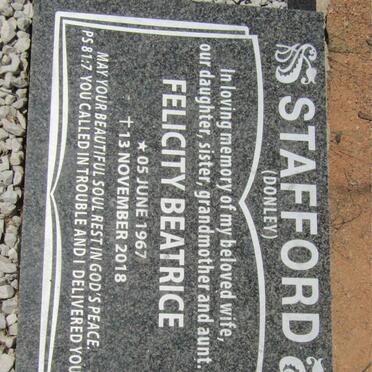 STAFFORD
(DONLEY)
In loving memory of my beloved wife,
our daughter, sister, grandmother and aunt.
FELICITY BEATRICE
★ 05 JUNE 1967
✝ 13 NOVEMBER 2018
MAY YOUR BEAUTIFUL SOUL REST IN GOD'S PEACE.
PS 81:7 YOU CALLED IN TROUBLE AND I DELIVERED YOU